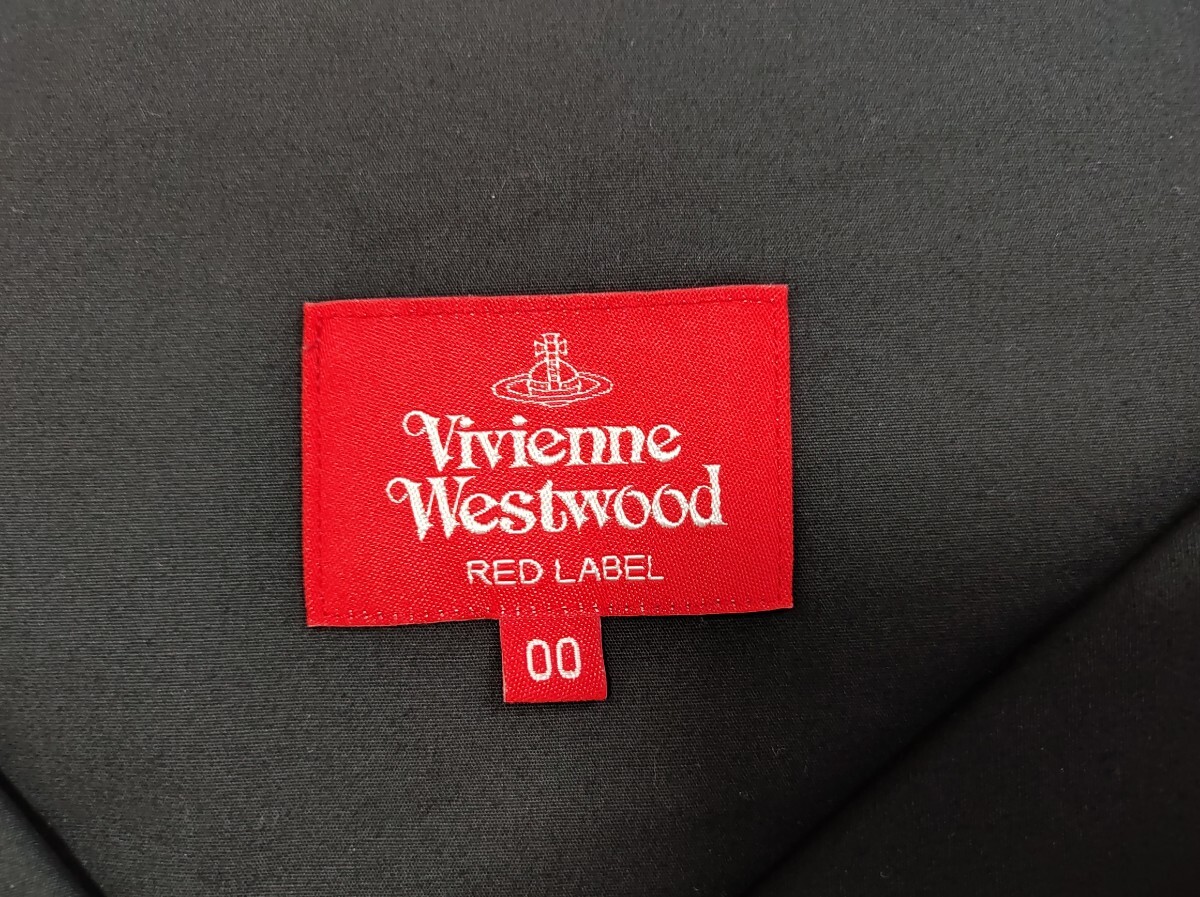 Vivienne
Westwood
RED LABEL
00